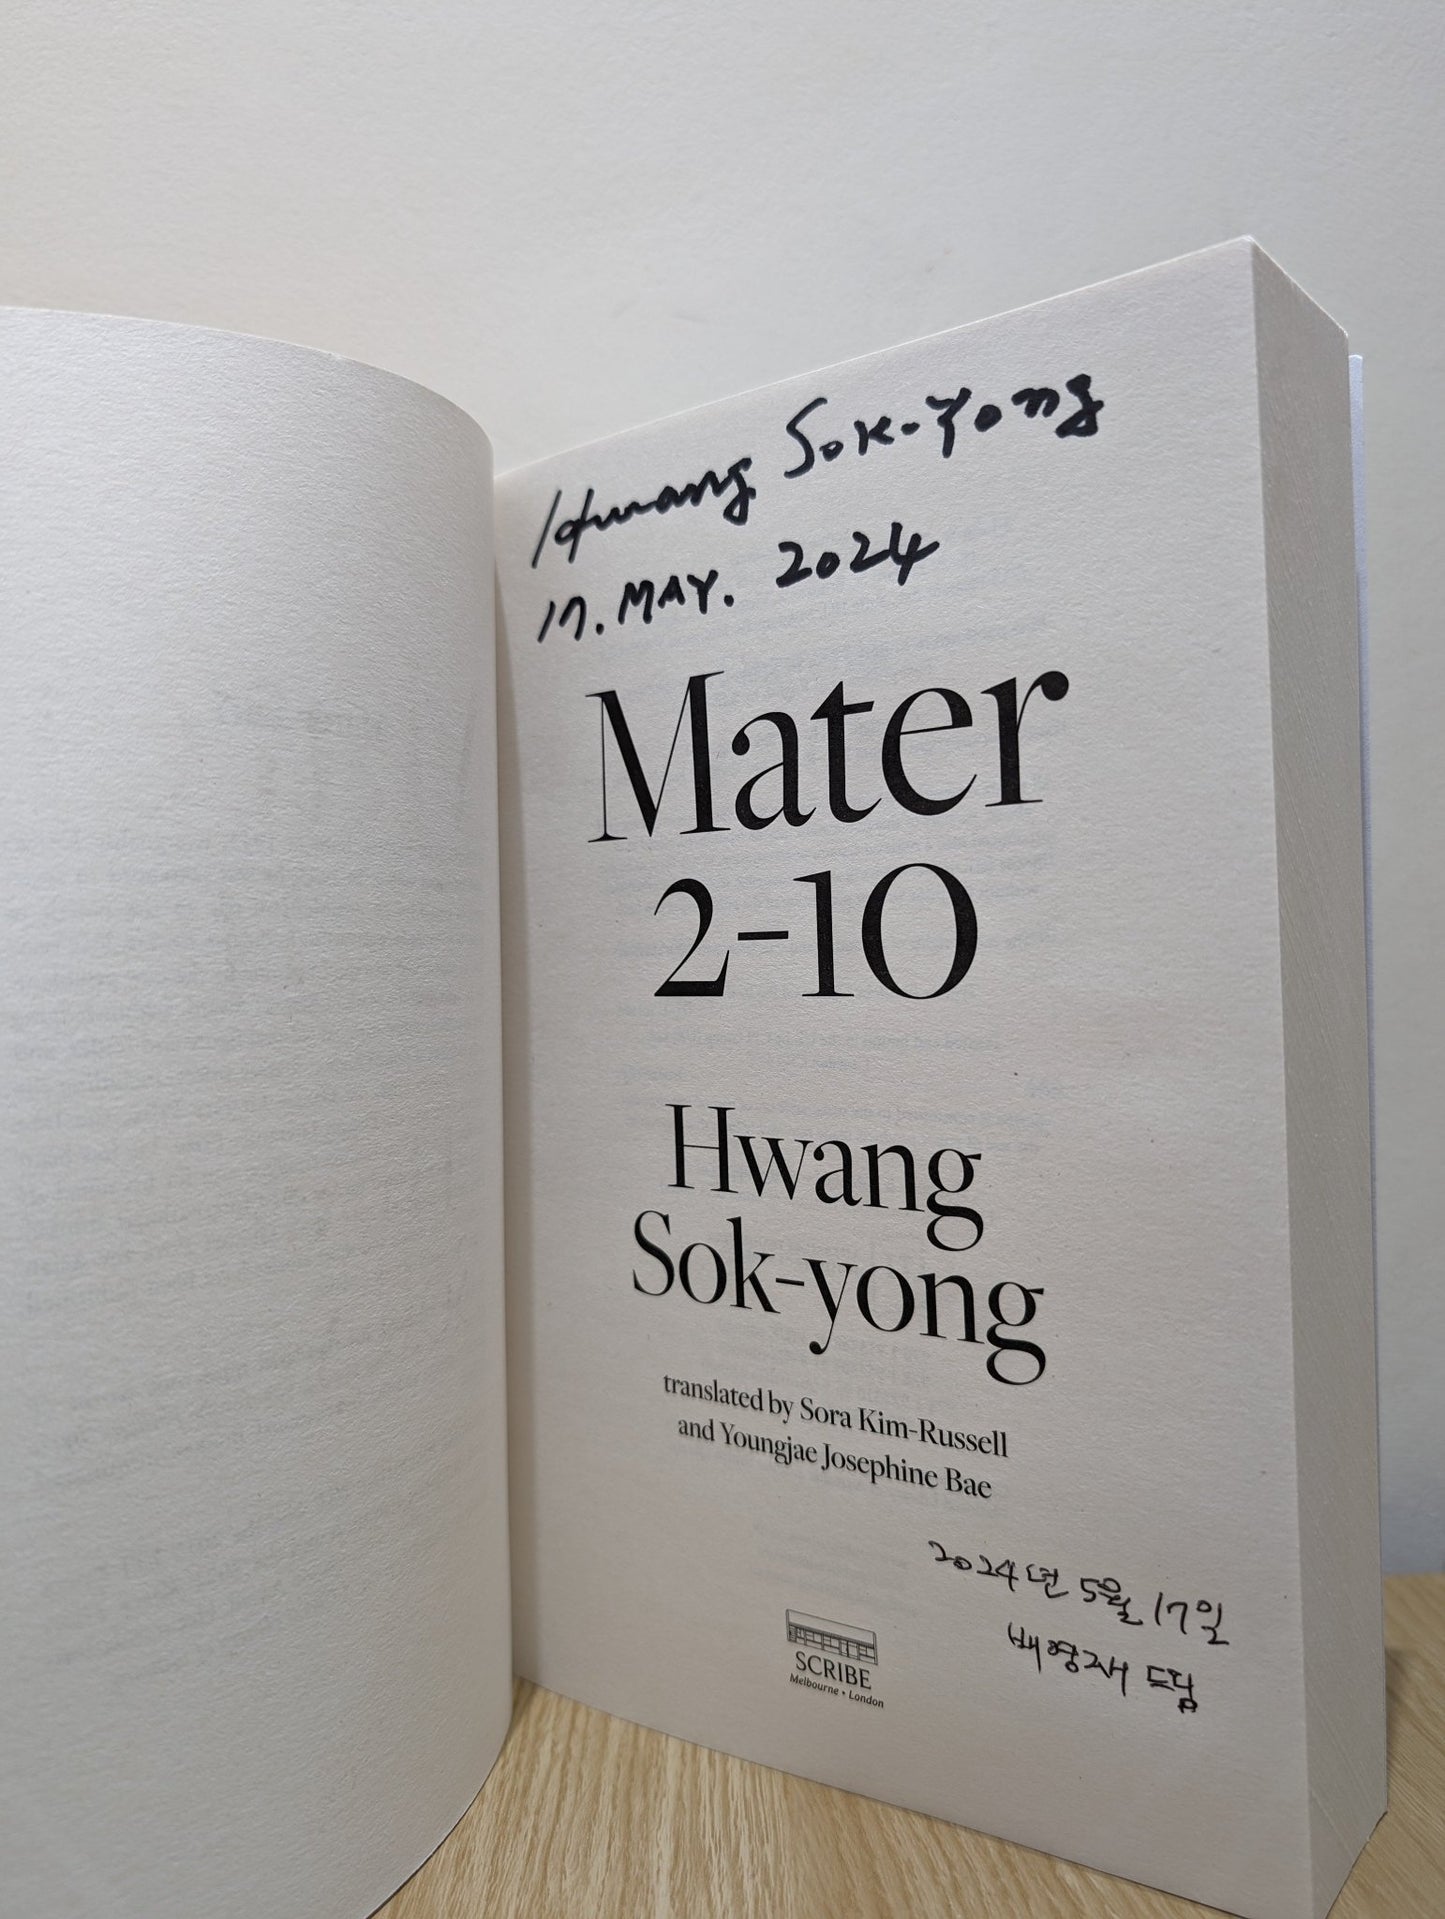 Hwang Sok-Yong
17. MAY. 2024
Mater
2-10
Hwang
Sok-yong
translated by Sora Kim-Russell
and Youngjae Josephine Bae
2024년 5월 17일
배영재 드림
SCRIBE
Melbourne • London